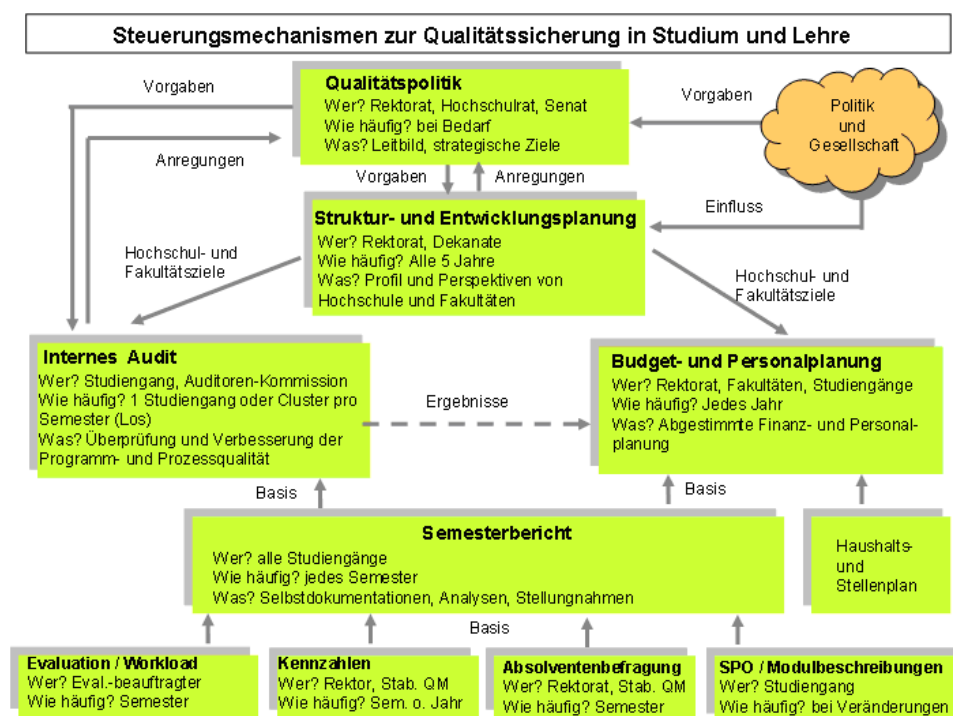 Steuerungsmechanismen zur Qualitätssicherung in Studium und Lehre
Vorgaben
Qualitätspolitik
Wer? Rektorat, Hochschulrat, Senat
Wie häufig? bei Bedarf
Was? Leitbild, strategische Ziele
Vorgaben
Politik
und
Gesellschaft
Anregungen
Vorgaben
Anregungen
Struktur- und Entwicklungsplanung
Wer? Rektorat, Dekanate
Wie häufig? Alle 5 Jahre
Was? Profil und Perspektiven von
Hochschule und Fakultäten
Einfluss
Hochschul- und
Fakultätsziele
Hochschul- und
Fakultätsziele
Internes Audit
Wer? Studiengang, Auditoren-Kommission
Wie häufig? 1 Studiengang oder Cluster pro
Semester (Los)
Was? Überprüfung und Verbesserung der
Programm- und Prozessqualität
Ergebnisse
Budget- und Personalplanung
Wer? Rektorat, Fakultäten, Studiengänge
Wie häufig? Jedes Jahr
Was? Abgestimmte Finanz- und Personal-
planung
Basis
Basis
Semesterbericht
Wer? alle Studiengänge
Wie häufig? jedes Semester
Was? Selbstdokumentationen, Analysen, Stellungnahmen
Haushalts-
und
Stellenplan
Basis
Evaluation / Workload
Wer? Eval.-beauftragter
Wie häufig? Semester
Kennzahlen
Wer? Rektor, Stab. QM
Wie häufig? Sem. o. Jahr
Absolventenbefragung
Wer? Rektorat, Stab. QM
Wie häufig? Semester
SPO / Modulbeschreibungen
Wer? Studiengang
Wie häufig? bei Veränderungen